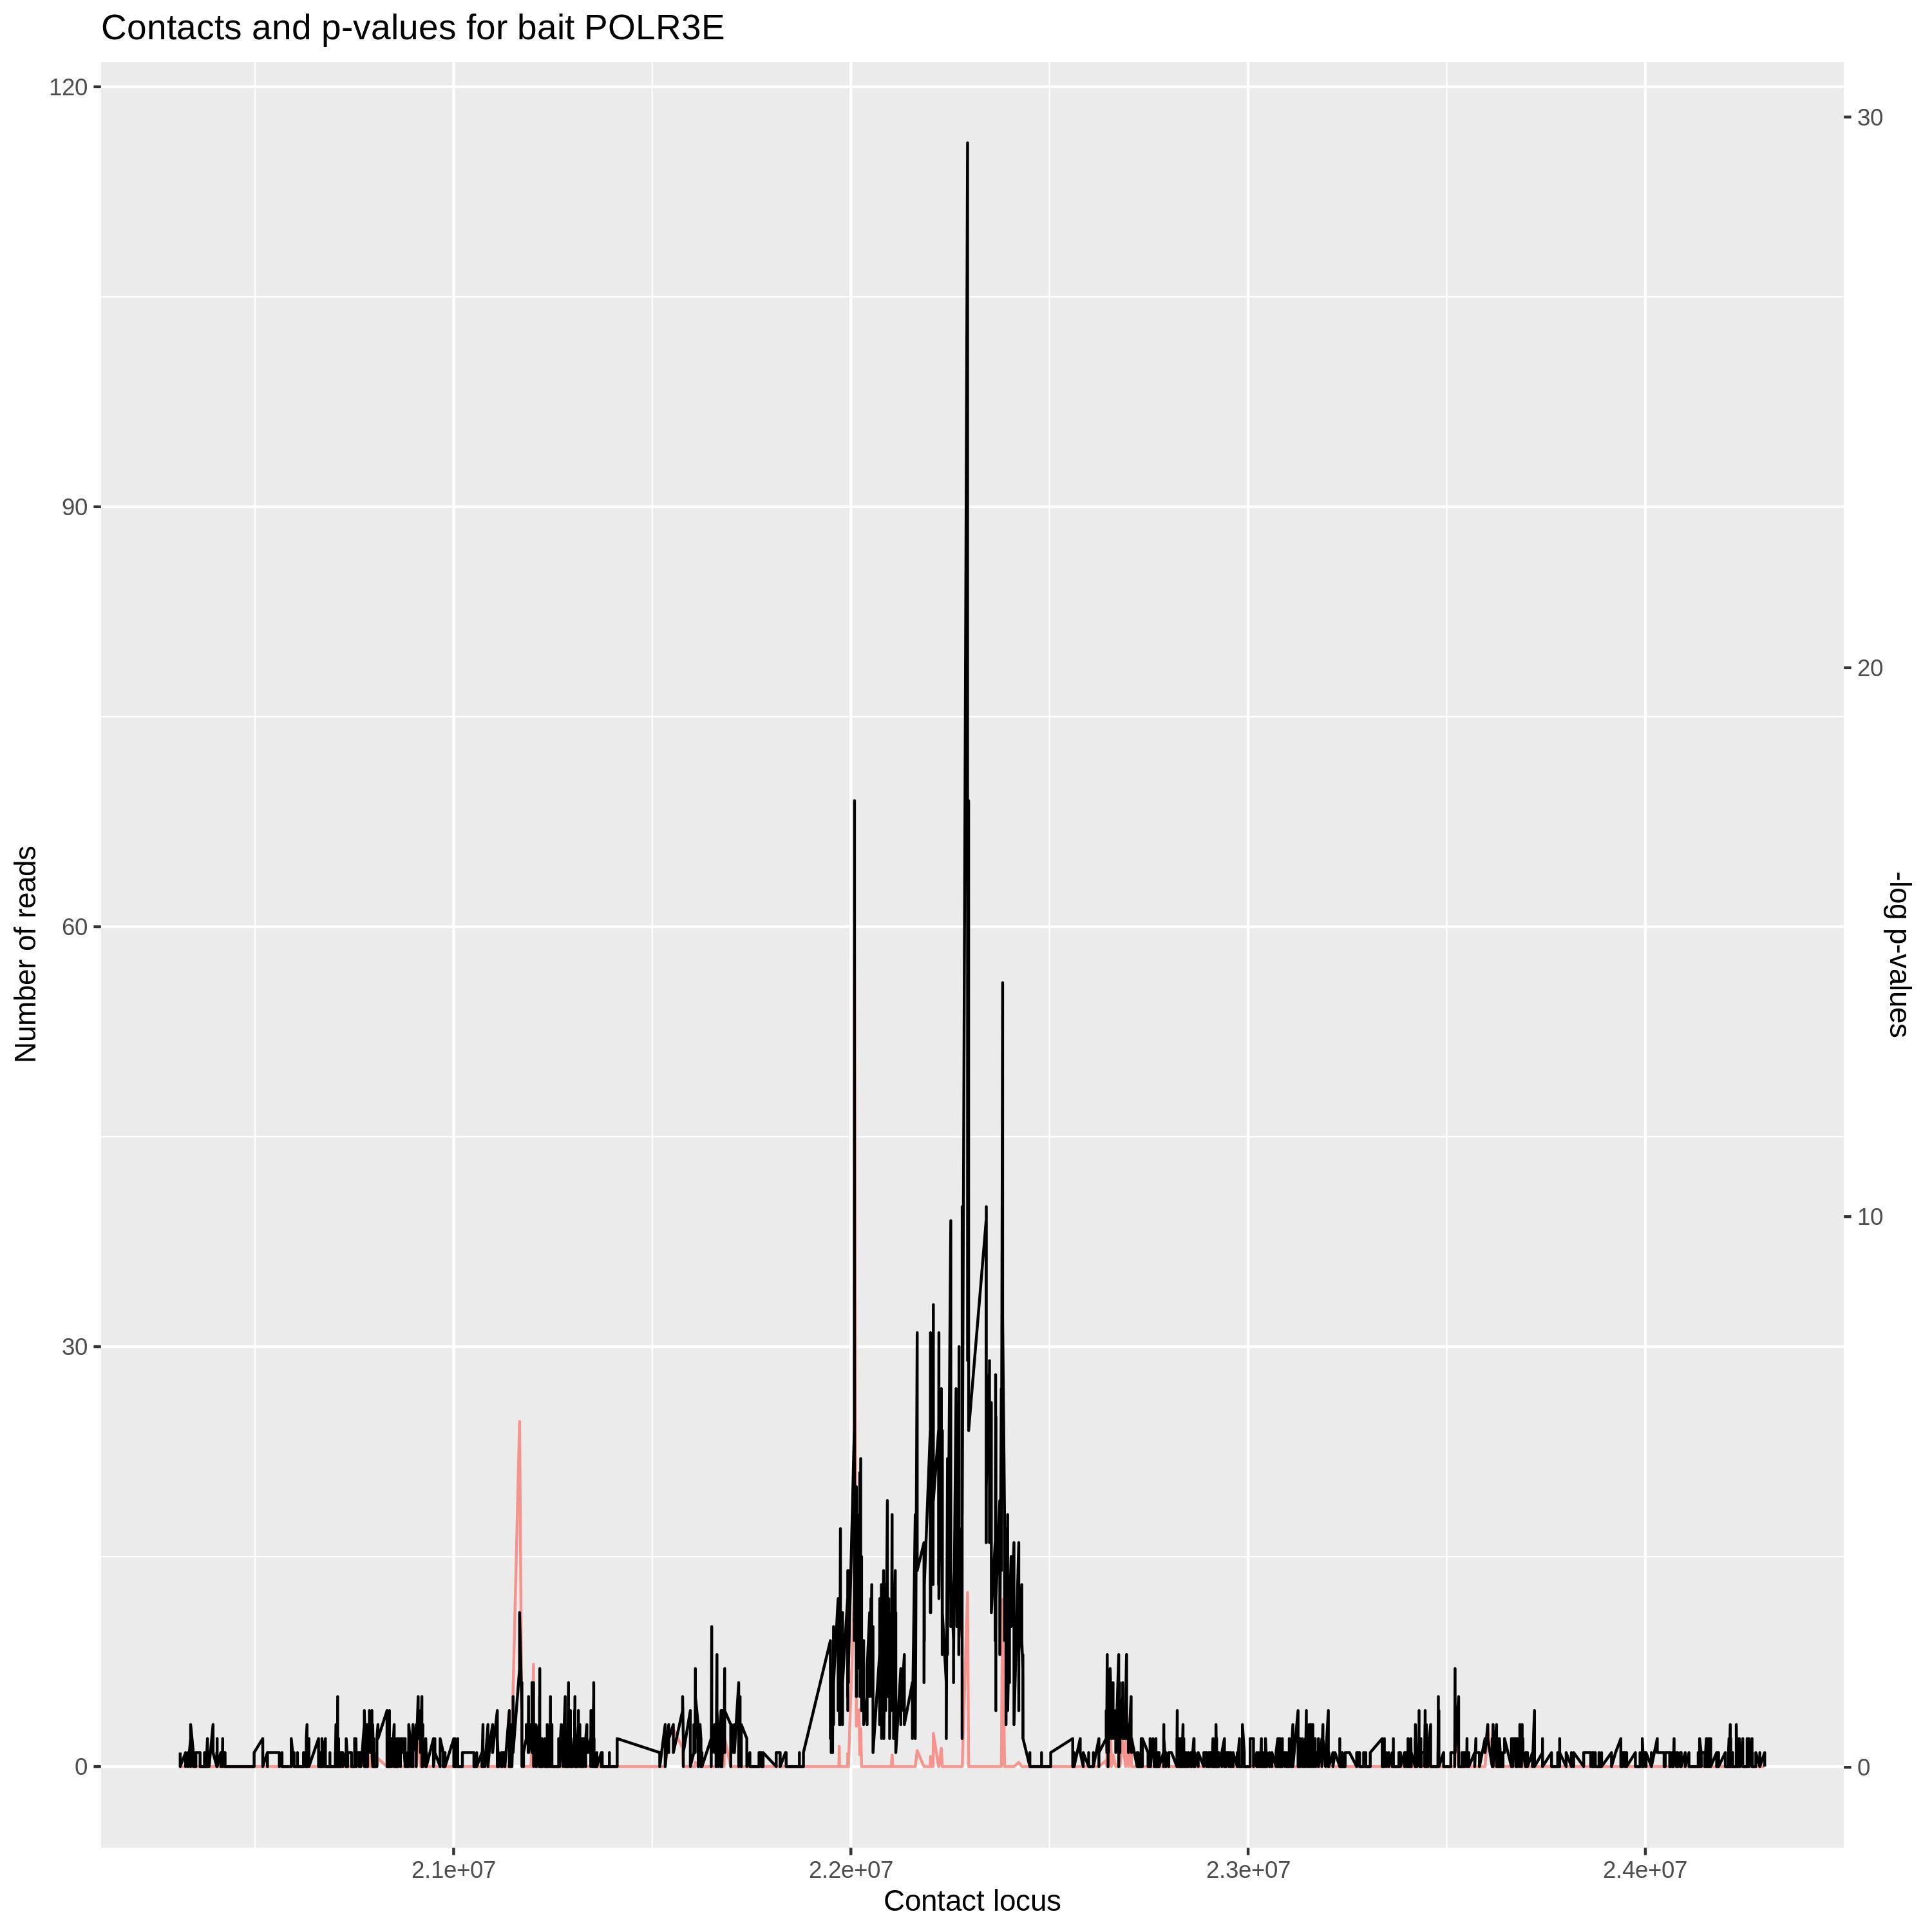 Contacts and p-values for bait POLR3E
120
90
60
30
0
Number of reads
30
20
10
0
-log p-values
2.1e+07 2.2e+07 2.3e+07 2.4e+07
Contact locus